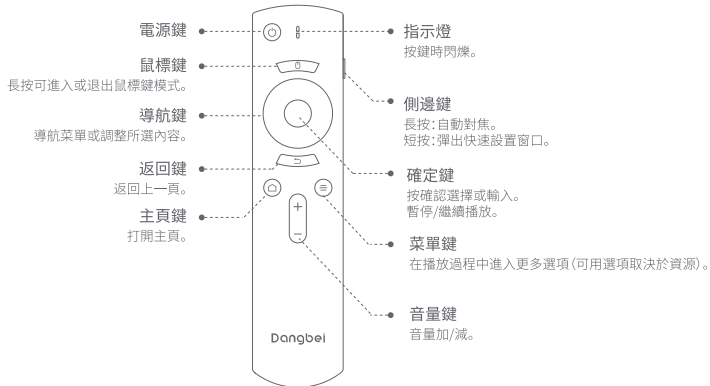 電源鍵
鼠標鍵
長按可進入或退出鼠標鍵模式。
導航鍵
導航菜單或調整所選內容。
返回鍵
返回上一頁。
主頁鍵
打開主頁。
指示燈
按鍵時閃爍。
側邊鍵
長按：自動對焦。
短按：彈出快速設置窗口。
確定鍵
按確認選擇或輸入。
暫停/繼續播放。
菜單鍵
在播放過程中進入更多選項（可用選項取決於資源）。
音量鍵
音量加/減。
+
−
Dangbei